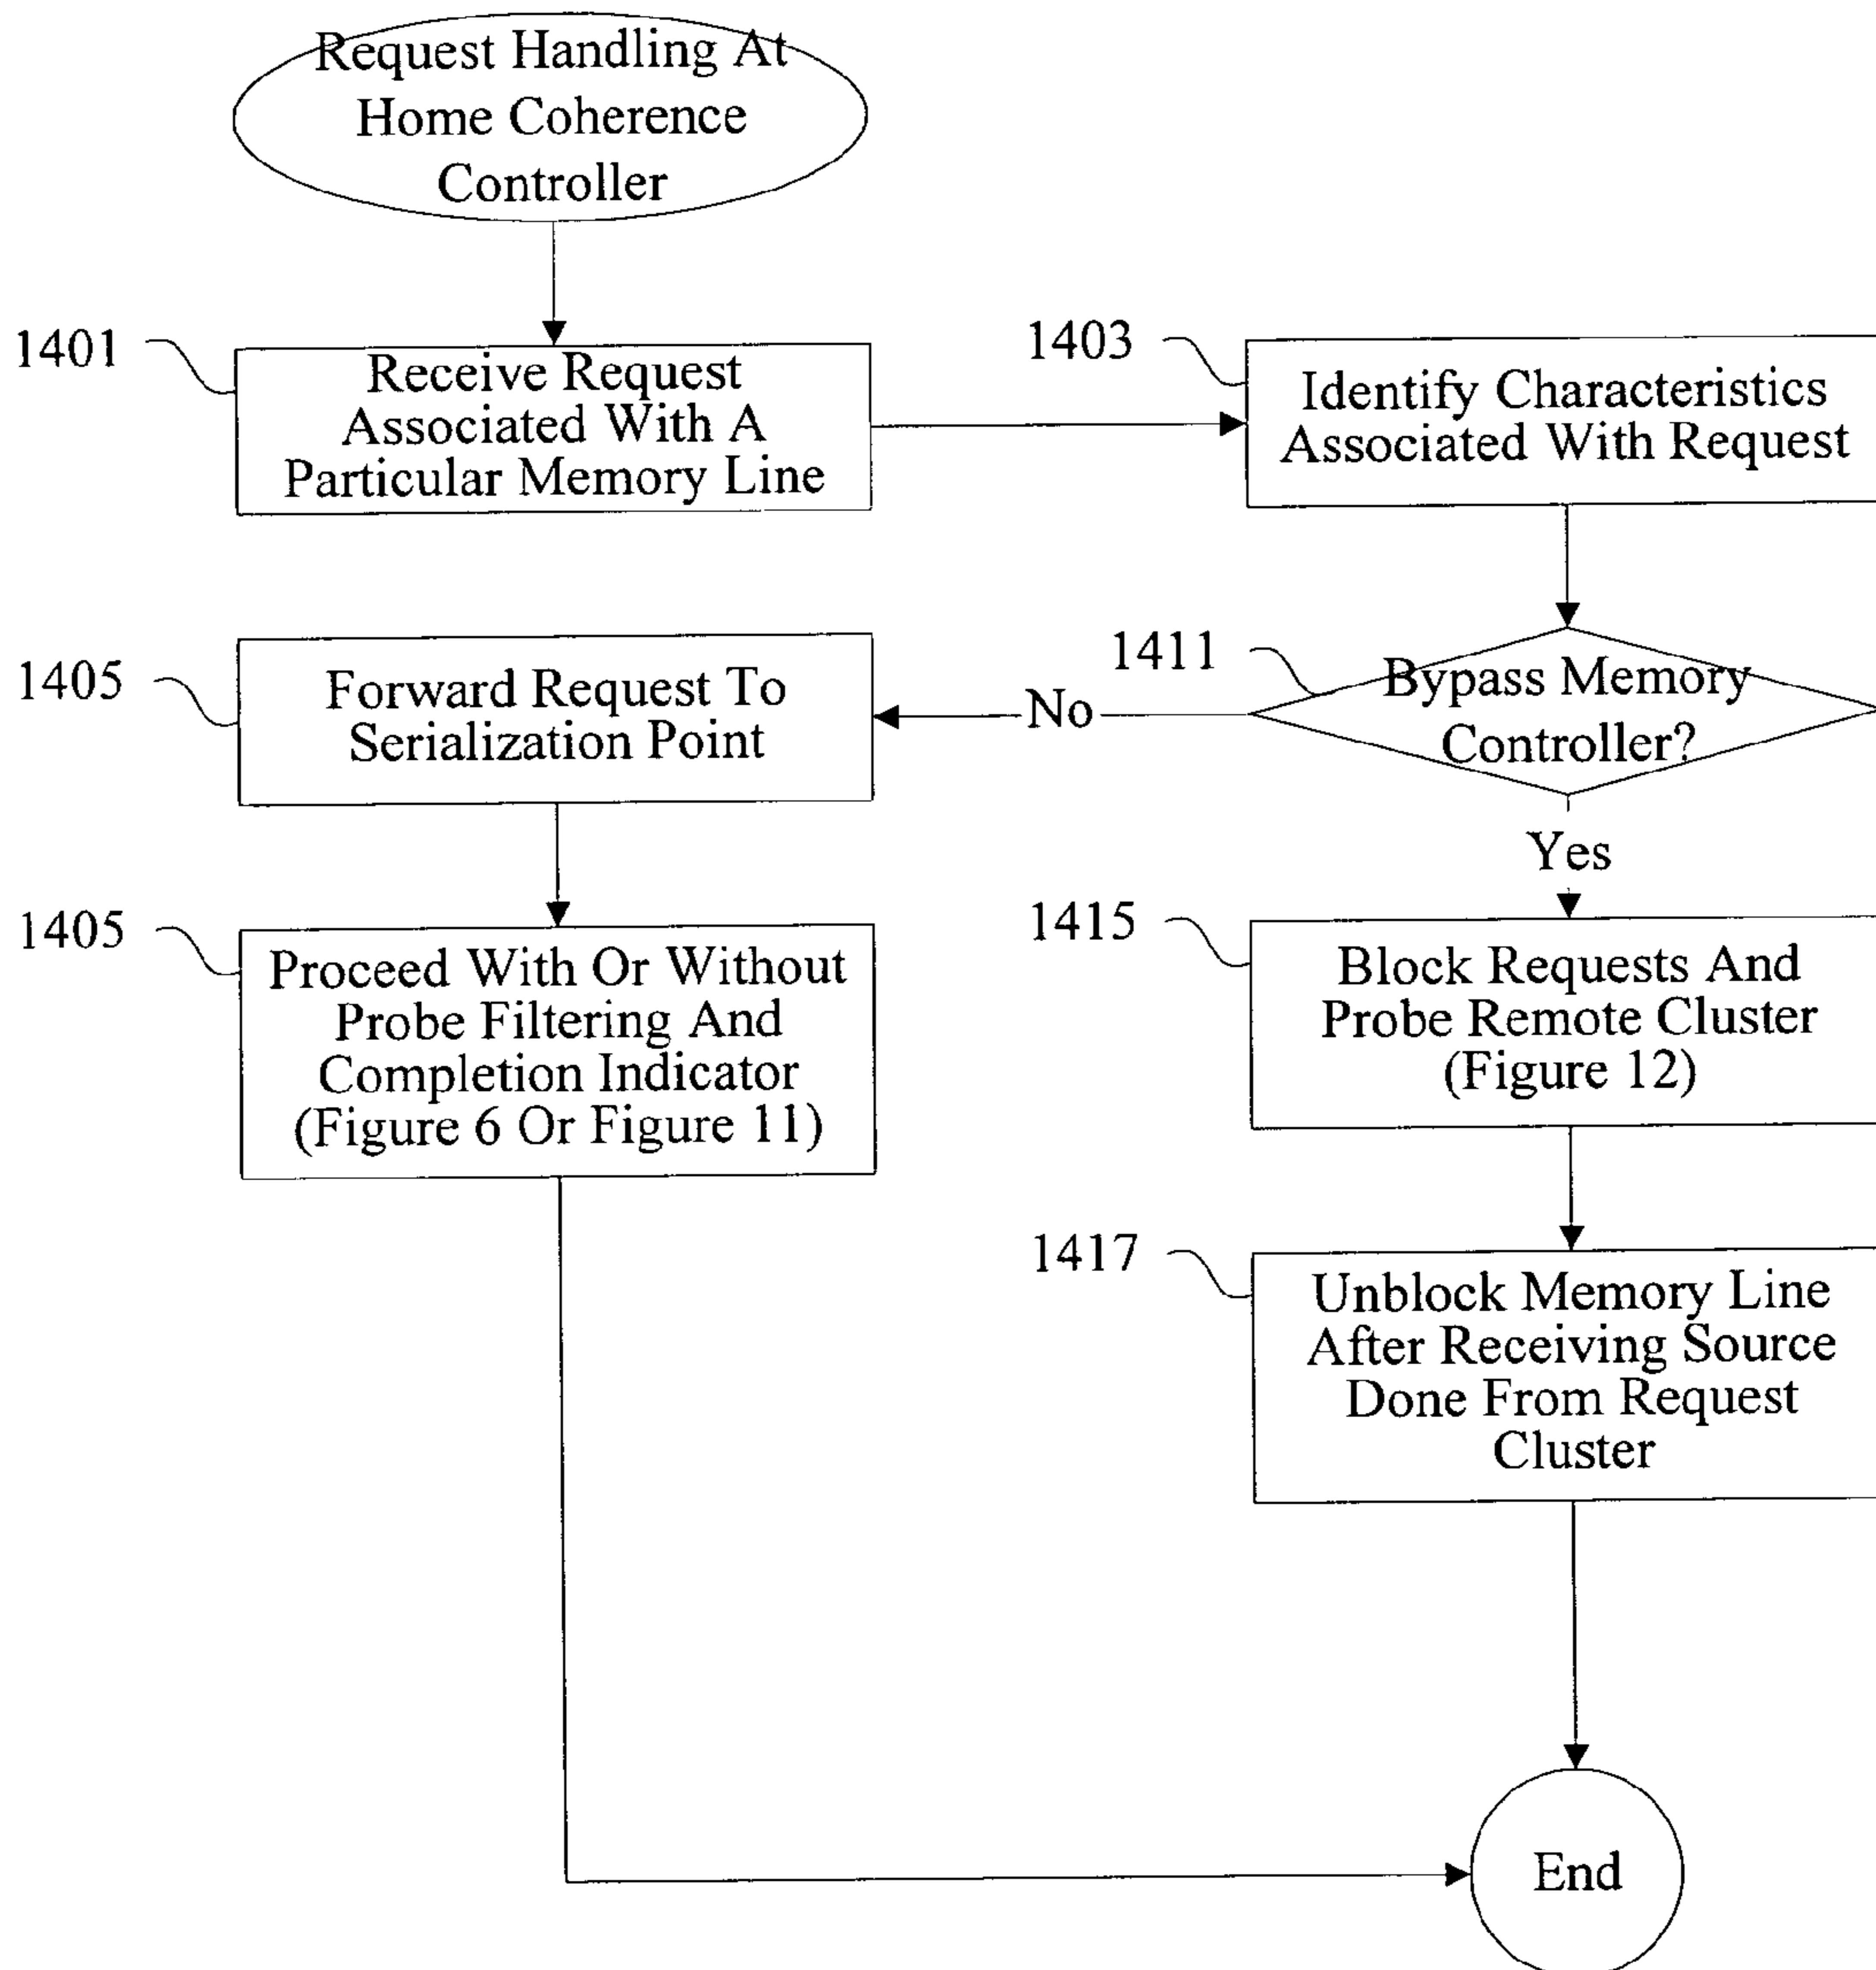 Request Handling At
Home Coherence
Controller
1401
Receive Request
Associated With A
Particular Memory Line
1403
Identify Characteristics
Associated With Request
1411
Bypass Memory
Controller?
No
Yes
1405
Forward Request To
Serialization Point
1405
Proceed With Or Without
Probe Filtering And
Completion Indicator
(Figure 6 Or Figure 11)
1415
Block Requests And
Probe Remote Cluster
(Figure 12)
1417
Unblock Memory Line
After Receiving Source
Done From Request
Cluster
End